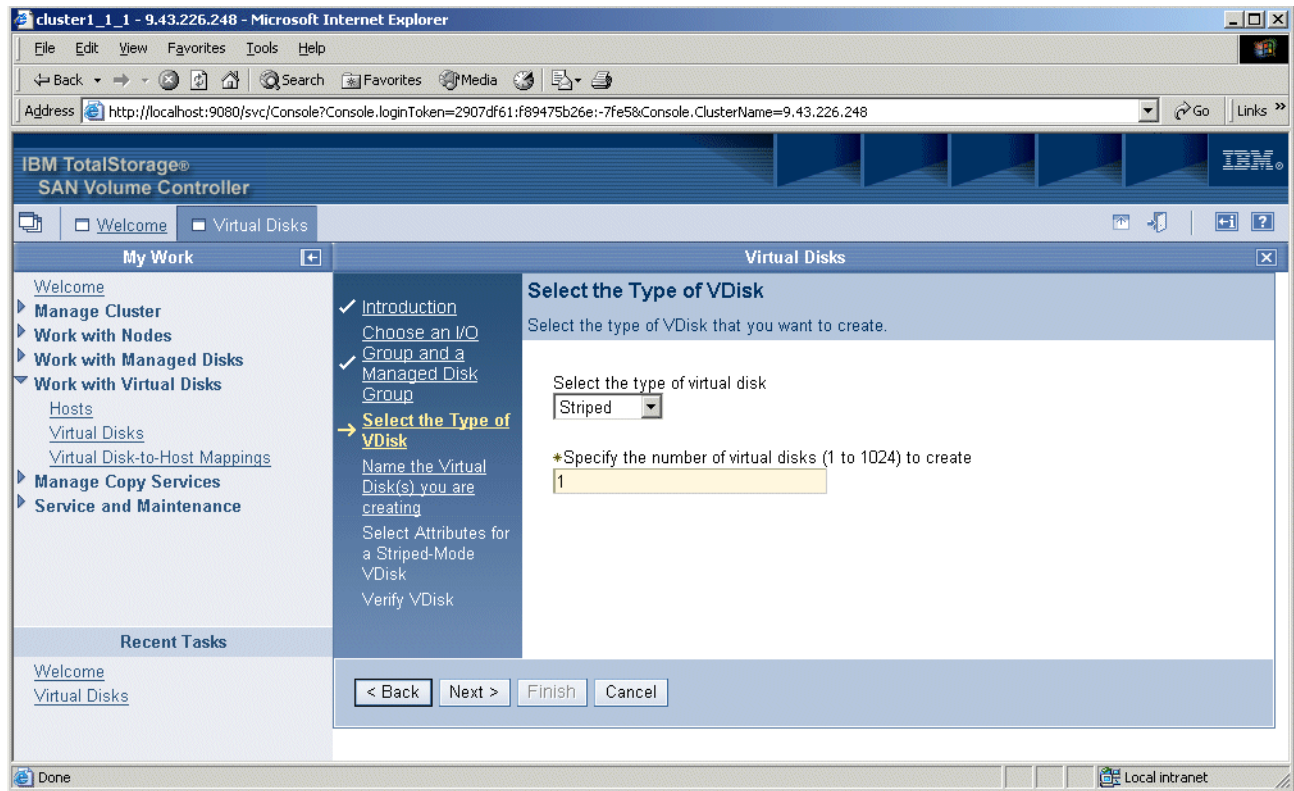 cluster1_1_1 - 9.43.226.248 - Microsoft Internet Explorer
File Edit View Favorites Tools Help
Back Search Favorites Media
Address http://localhost:9080/svc/Console?Console.loginToken=2907df61:f89475b26e:-7fe5&Console.ClusterName=9.43.226.248 Go Links »
IBM TotalStorage®
SAN Volume Controller
IBM®
Welcome Virtual Disks
My Work
Welcome
Manage Cluster
Work with Nodes
Work with Managed Disks
Work with Virtual Disks
Hosts
Virtual Disks
Virtual Disk-to-Host Mappings
Manage Copy Services
Service and Maintenance
Recent Tasks
Welcome
Virtual Disks
Virtual Disks
Introduction
Choose an I/O
Group and a
Managed Disk
Group
Select the Type of
VDisk
Name the Virtual
Disk(s) you are
creating
Select Attributes for
a Striped-Mode
VDisk
Verify VDisk
Select the Type of VDisk
Select the type of VDisk that you want to create.
Select the type of virtual disk
Striped
*Specify the number of virtual disks (1 to 1024) to create
1
< Back Next > Finish Cancel
Done Local intranet